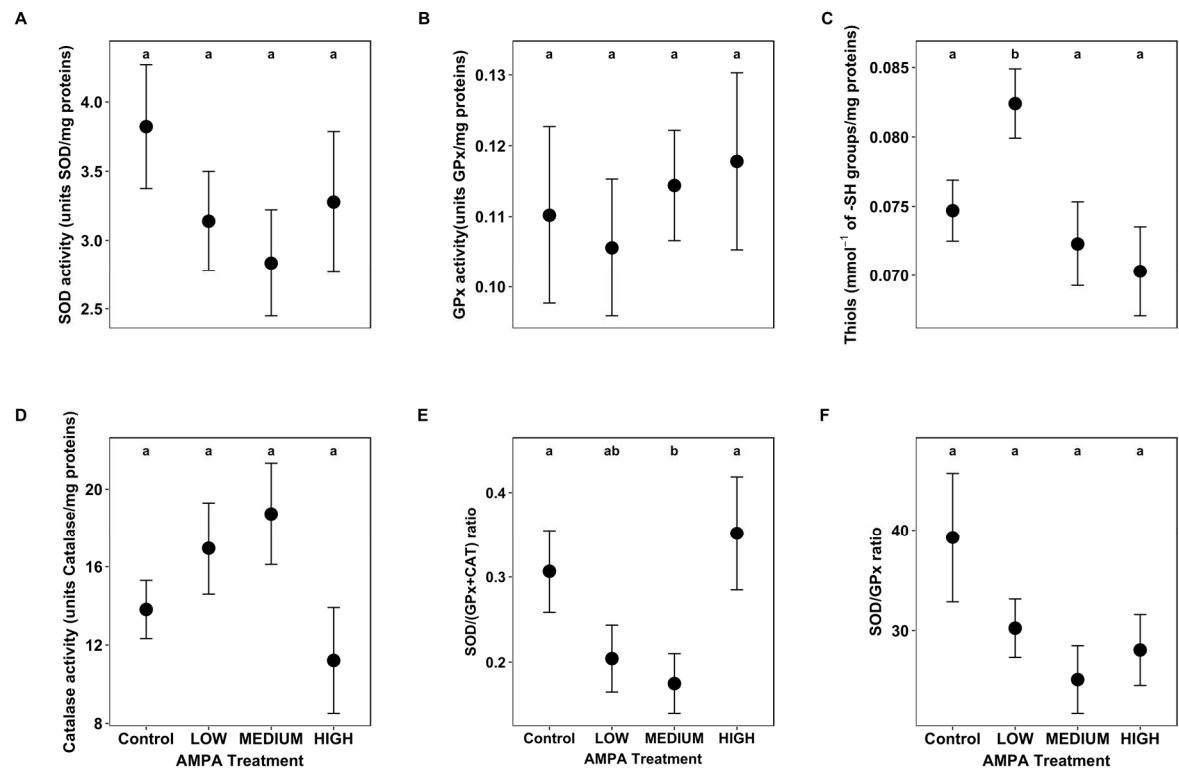 A
SOD activity (units SOD/mg proteins)
a a a a
4.0
3.5
3.0
2.5
B
GPx activity(units GPx/mg proteins)
a a a a
0.13
0.12
0.11
0.10
C
Thiols (mmol⁻¹ of -SH groups/mg proteins)
a b a a
0.085
0.080
0.075
0.070
D
Catalase activity (units Catalase/mg proteins)
a a a a
20
16
12
8
Control LOW MEDIUM HIGH
AMPA Treatment
E
SOD/(GPx+CAT) ratio
a ab b a
0.4
0.3
0.2
Control LOW MEDIUM HIGH
AMPA Treatment
F
SOD/GPx ratio
a a a a
40
30
Control LOW MEDIUM HIGH
AMPA Treatment